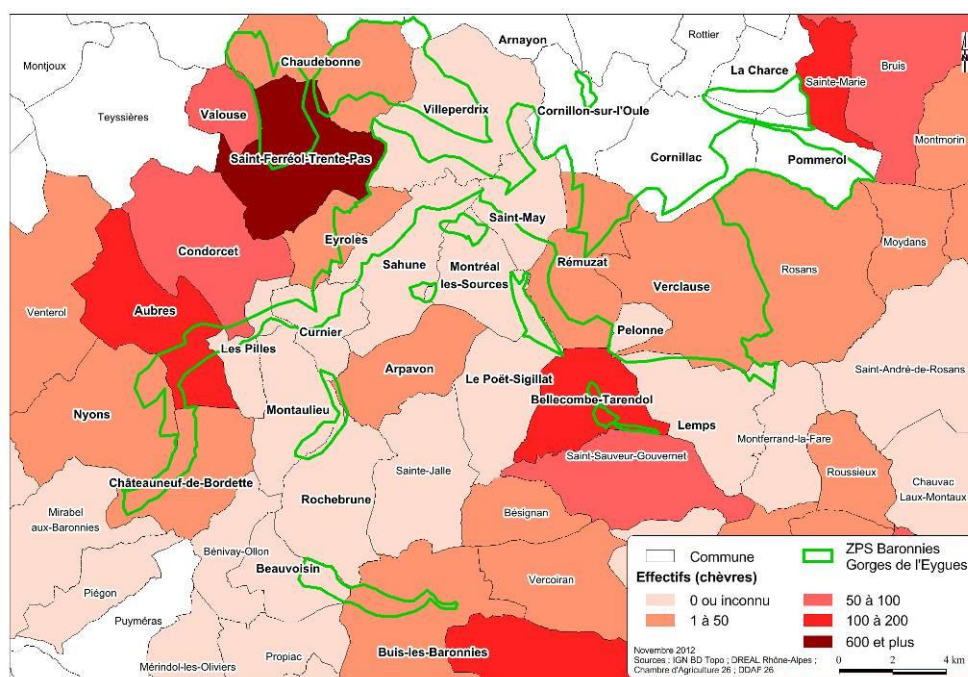 Montjoux
Teyssières
Chaudebonne
Arnayon
Rottier
La Charce
Sainte-Marie
Bruis
N
Valouse
Villeperdrix
Cornillon-sur-l'Oule
Saint-Ferréol-Trente-Pas
Cornillac
Pommerol
Montmorin
Condorcet
Eyroles
Saint-May
Sahune
Montréal
les-Sources
Rémuzat
Verclause
Rosans
Moydans
Venterol
Aubres
Curnier
Les Pilles
Pelonne
Arpavon
Le Poët-Sigillat
Saint-André-de-Rosans
Nyons
Montaulieu
Bellecombe-Tarendol
Lemps
Montferrand-la-Fare
Châteauneuf-de-Bordette
Sainte-Jalle
Saint-Sauveur-Gouvernet
Roussieux
Chauvac
Laux-Montaux
Mirabel
aux-Baronnies
Rochebrune
Bésignan
Bénivay-Ollon
Beauvoisin
Vercoiran
Piégon
Puyméras
Mérindol-les-Oliviers
Propiac
Buis-les-Baronnies
Commune
ZPS Baronnies
Gorges de l'Eygues
Effectifs (chèvres)
0 ou inconnu
1 à 50
50 à 100
100 à 200
600 et plus
Novembre 2012
Sources : IGN BD Topo ; DREAL Rhône-Alpes ;
Chambre d'Agriculture 26 ; DDAF 26
0 2 4 km